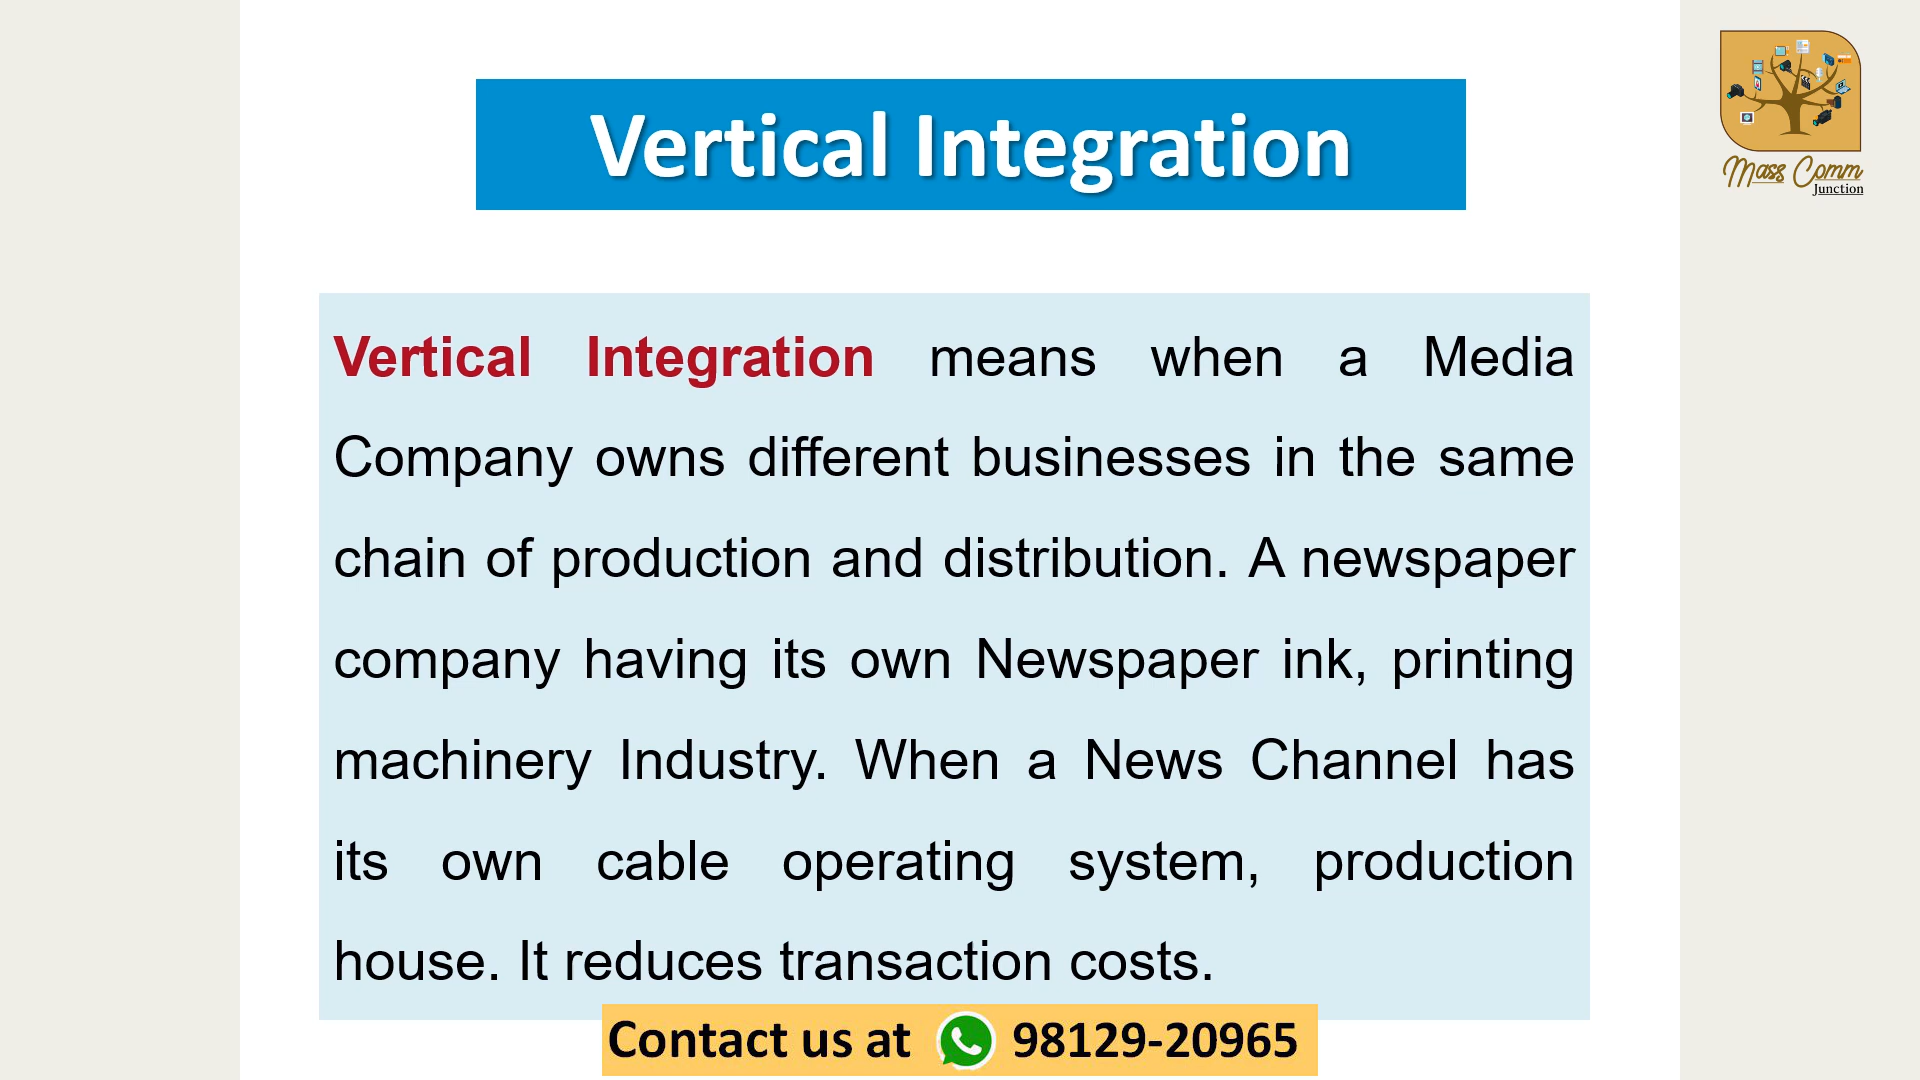 Vertical Integration
Mass Comm
Junction
Vertical Integration means when a Media
Company owns different businesses in the same
chain of production and distribution. A newspaper
company having its own Newspaper ink, printing
machinery Industry. When a News Channel has
its own cable operating system, production
house. It reduces transaction costs.
Contact us at 98129-20965